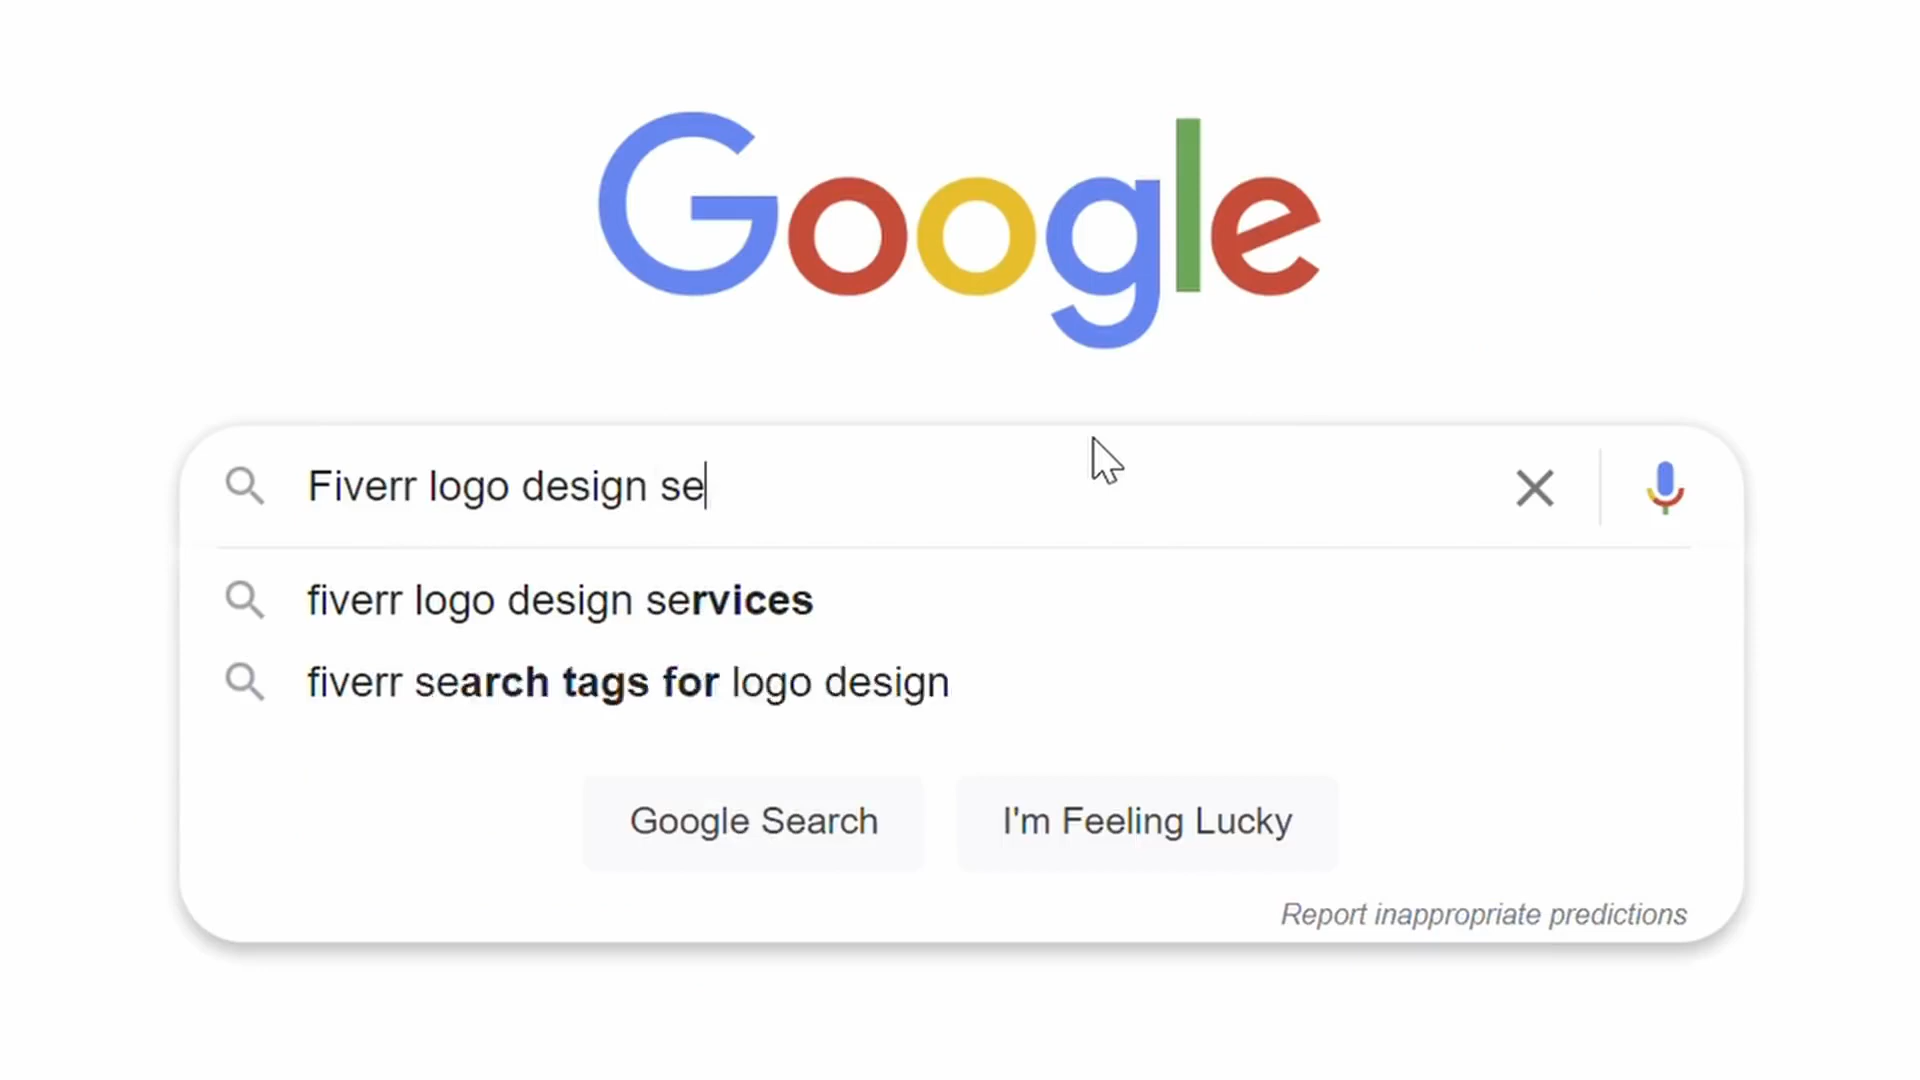 Google
Fiverr logo design se
fiverr logo design services
fiverr search tags for logo design
Google Search
I'm Feeling Lucky
Report inappropriate predictions